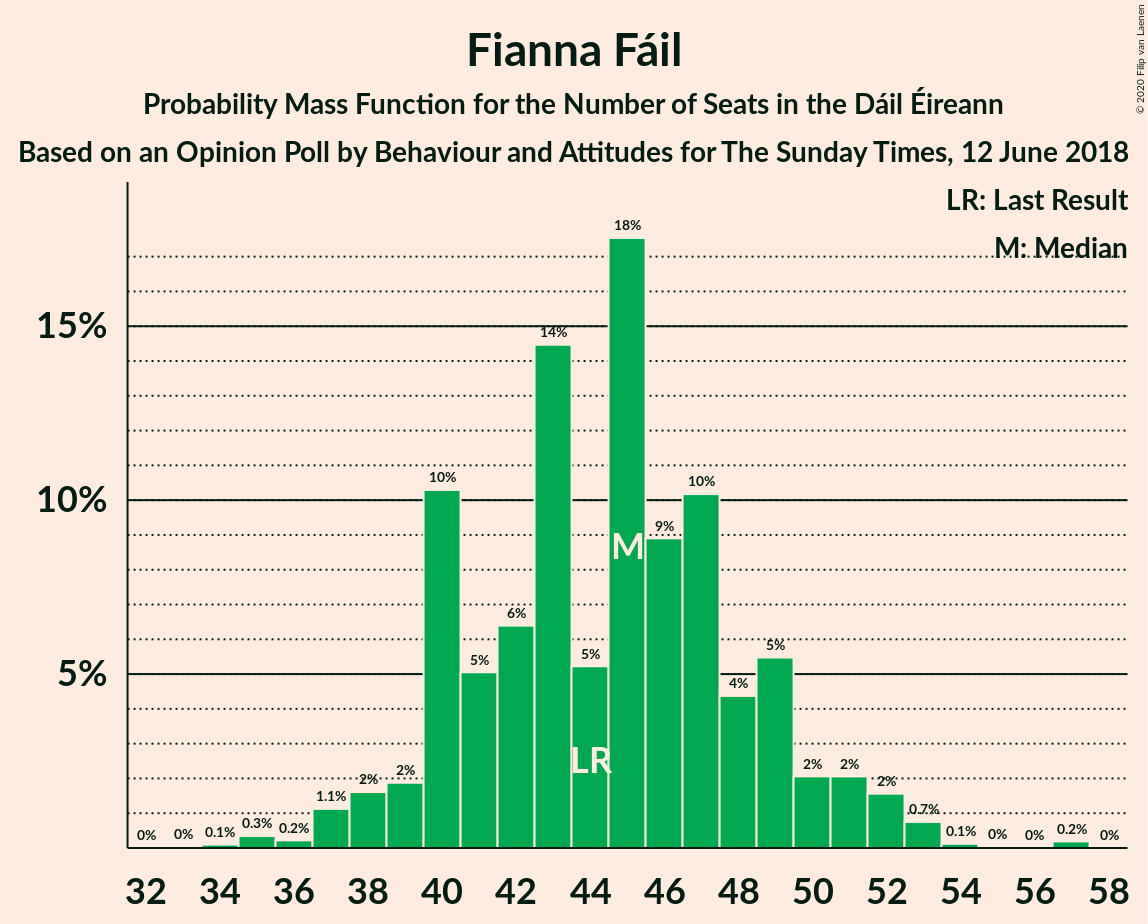 Fianna Fáil
Probability Mass Function for the Number of Seats in the Dáil Éireann
Based on an Opinion Poll by Behaviour and Attitudes for The Sunday Times, 12 June 2018
© 2020 Filip van Laenen
LR: Last Result
M: Median
18%
15%
14%
10%
10%
10%
9%
M
6%
5%
5%
5%
5%
4%
LR
2%
2%
2%
2%
2%
1.1%
0.7%
0% 0% 0.1% 0.3% 0.2% 0.1% 0% 0% 0.2% 0%
32 34 36 38 40 42 44 46 48 50 52 54 56 58